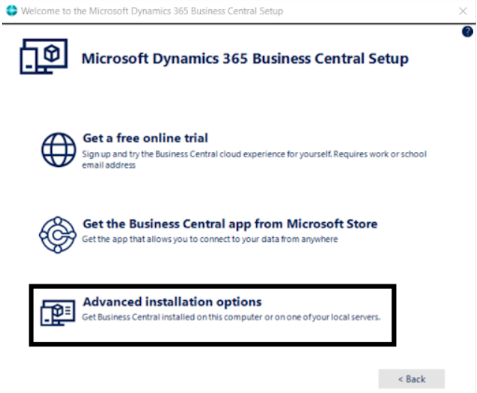 Welcome to the Microsoft Dynamics 365 Business Central Setup
?
Microsoft Dynamics 365 Business Central Setup
Get a free online trial
Sign up and try the Business Central cloud experience for yourself. Requires work or school
email address
Get the Business Central app from Microsoft Store
Get the app that allows you to connect to your data from anywhere
Advanced installation options
Get Business Central installed on this computer or on one of your local servers.
< Back